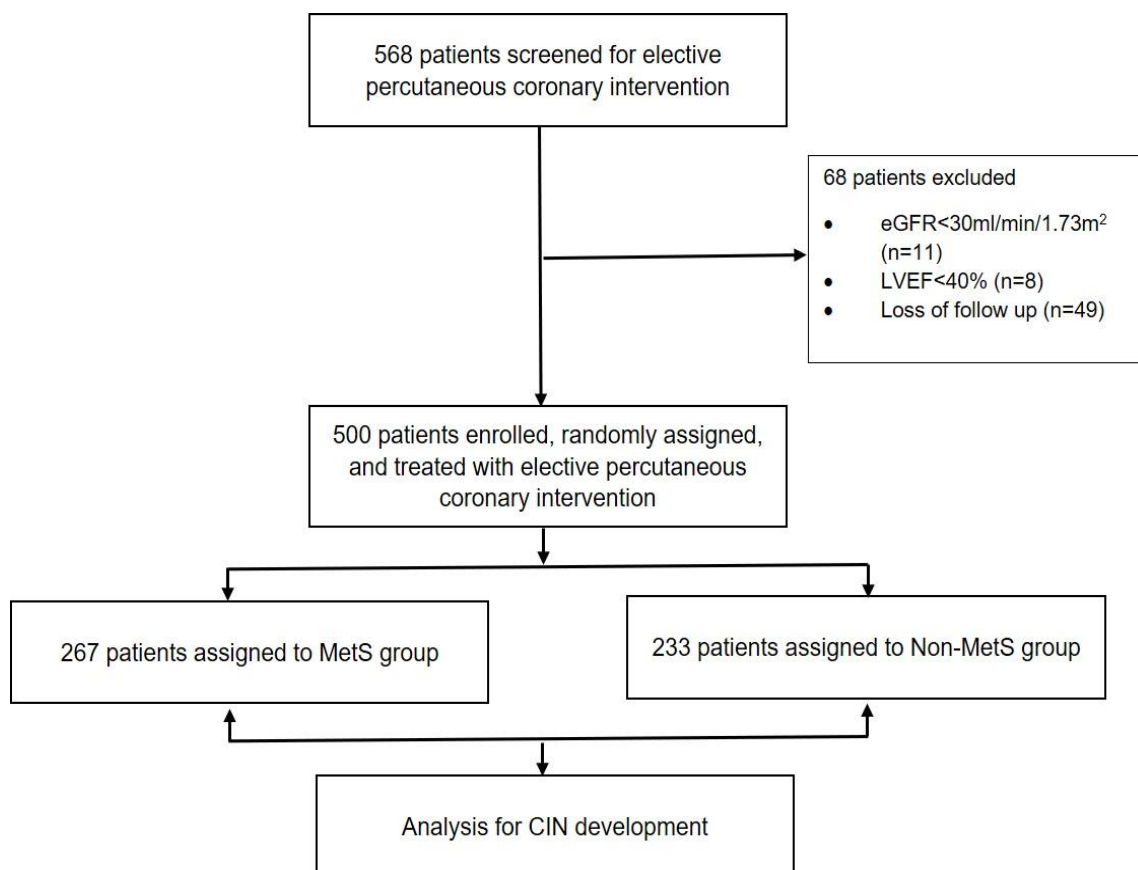 568 patients screened for elective
percutaneous coronary intervention
68 patients excluded
• eGFR<30ml/min/1.73m²
(n=11)
• LVEF<40% (n=8)
• Loss of follow up (n=49)
500 patients enrolled, randomly assigned,
and treated with elective percutaneous
coronary intervention
267 patients assigned to MetS group
233 patients assigned to Non-MetS group
Analysis for CIN development